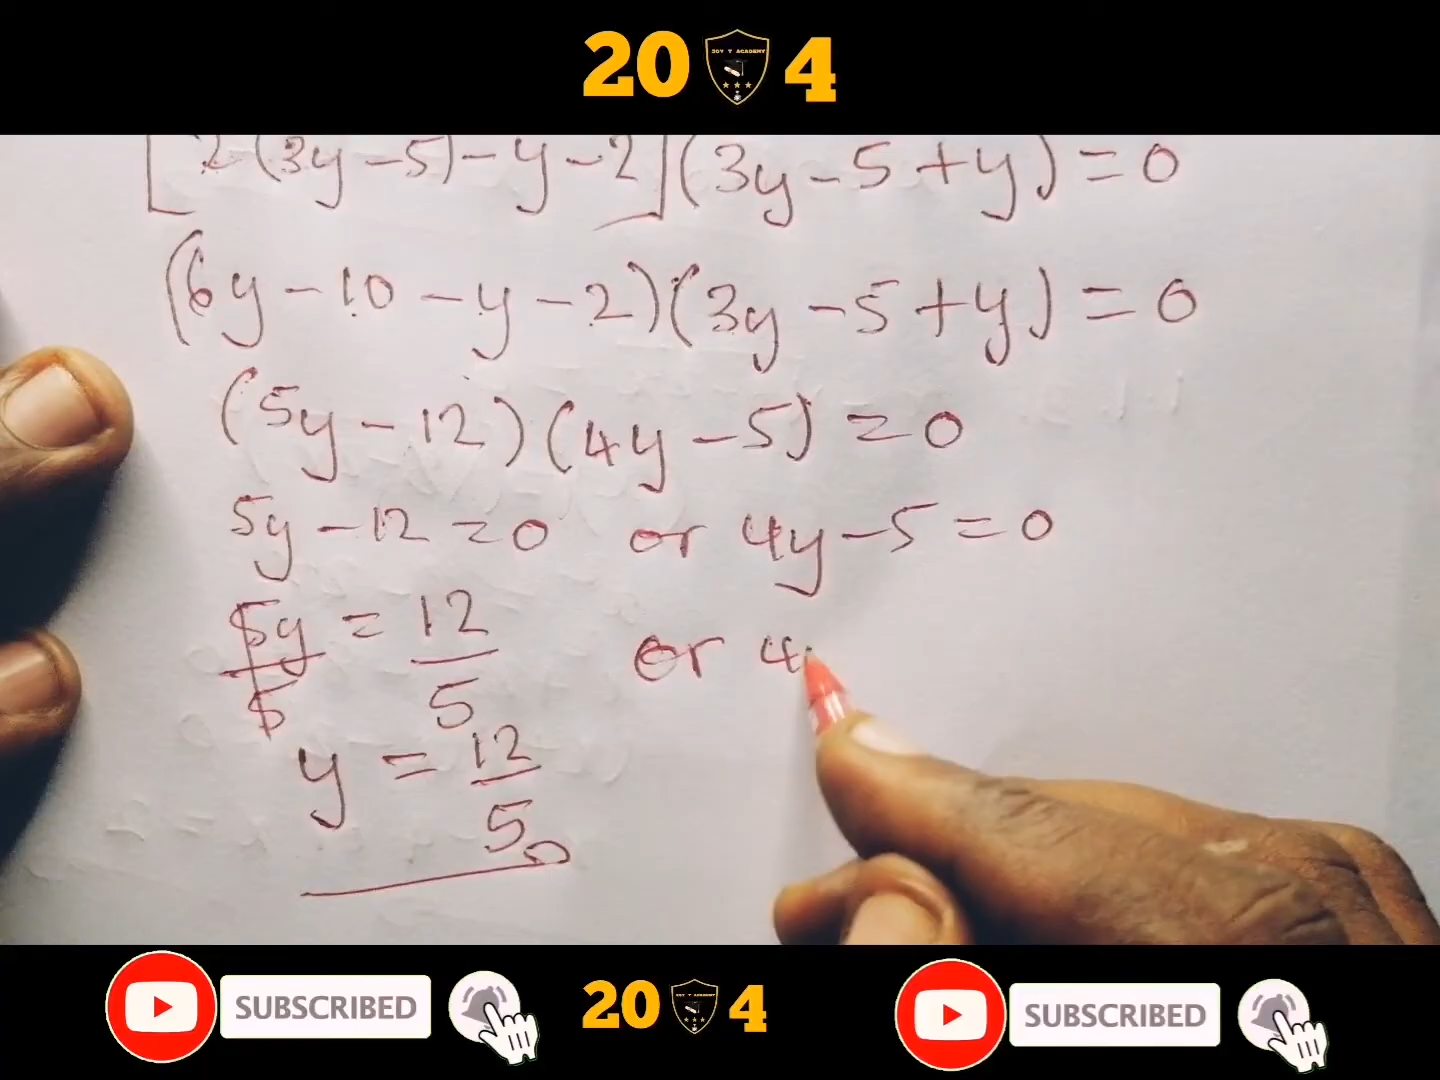 20 4
[2(3y-5)-y-2](3y-5+y)=0
(6y-10-y-2)(3y-5+y)=0
(5y-12)(4y-5)=0
5y-12=0 or 4y-5=0
5y/5 = 12/5 or 4
y = 12/5
SUBSCRIBED 20 4 SUBSCRIBED